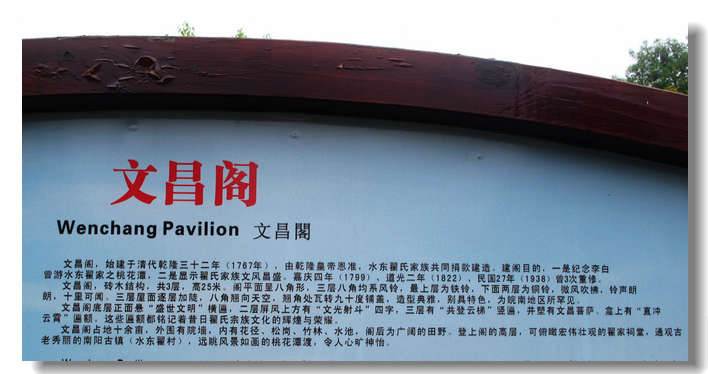 文昌阁
Wenchang Pavilion 文昌閣
文昌阁，始建于清代乾隆三十二年（1767年），由乾隆皇帝恩准，水东翟氏家族共同捐款建造。建阁目的，一是纪念李白
曾游水东翟家之桃花潭，二是显示翟氏家族文风昌盛。嘉庆四年（1799）、道光二年（1822），民国27年（1938）曾3次重修。
文昌阁，砖木结构，共3层，高25米。阁平面呈八角形，三层八角均系风铃，最上层为铁铃，下面两层为铜铃，微风吹拂，铃声朗
朗，十里可闻。三层屋面逐层加陡，八角翘向天空，翘角处瓦转九十度铺盖，造型典雅，别具特色，为皖南地区所罕见。
文昌阁底层正面悬“盛世文明”横匾，二层屏风上方有“文光射斗”四字，三层有“共登云梯”竖匾，并塑有文昌菩萨。龛上有“直冲
云霄”匾额。这些匾额都铭记着昔日翟氏宗族文化的辉煌与荣耀。
文昌阁占地十余亩，外围有院墙，内有花径、松岗、竹林、水池，阁后为广阔的田野。登上阁的高层，可俯瞰宏伟壮观的翟家祠堂，通观古
老秀丽的南阳古镇（水东翟村），远眺风景如画的桃花潭渡，令人心旷神怡。